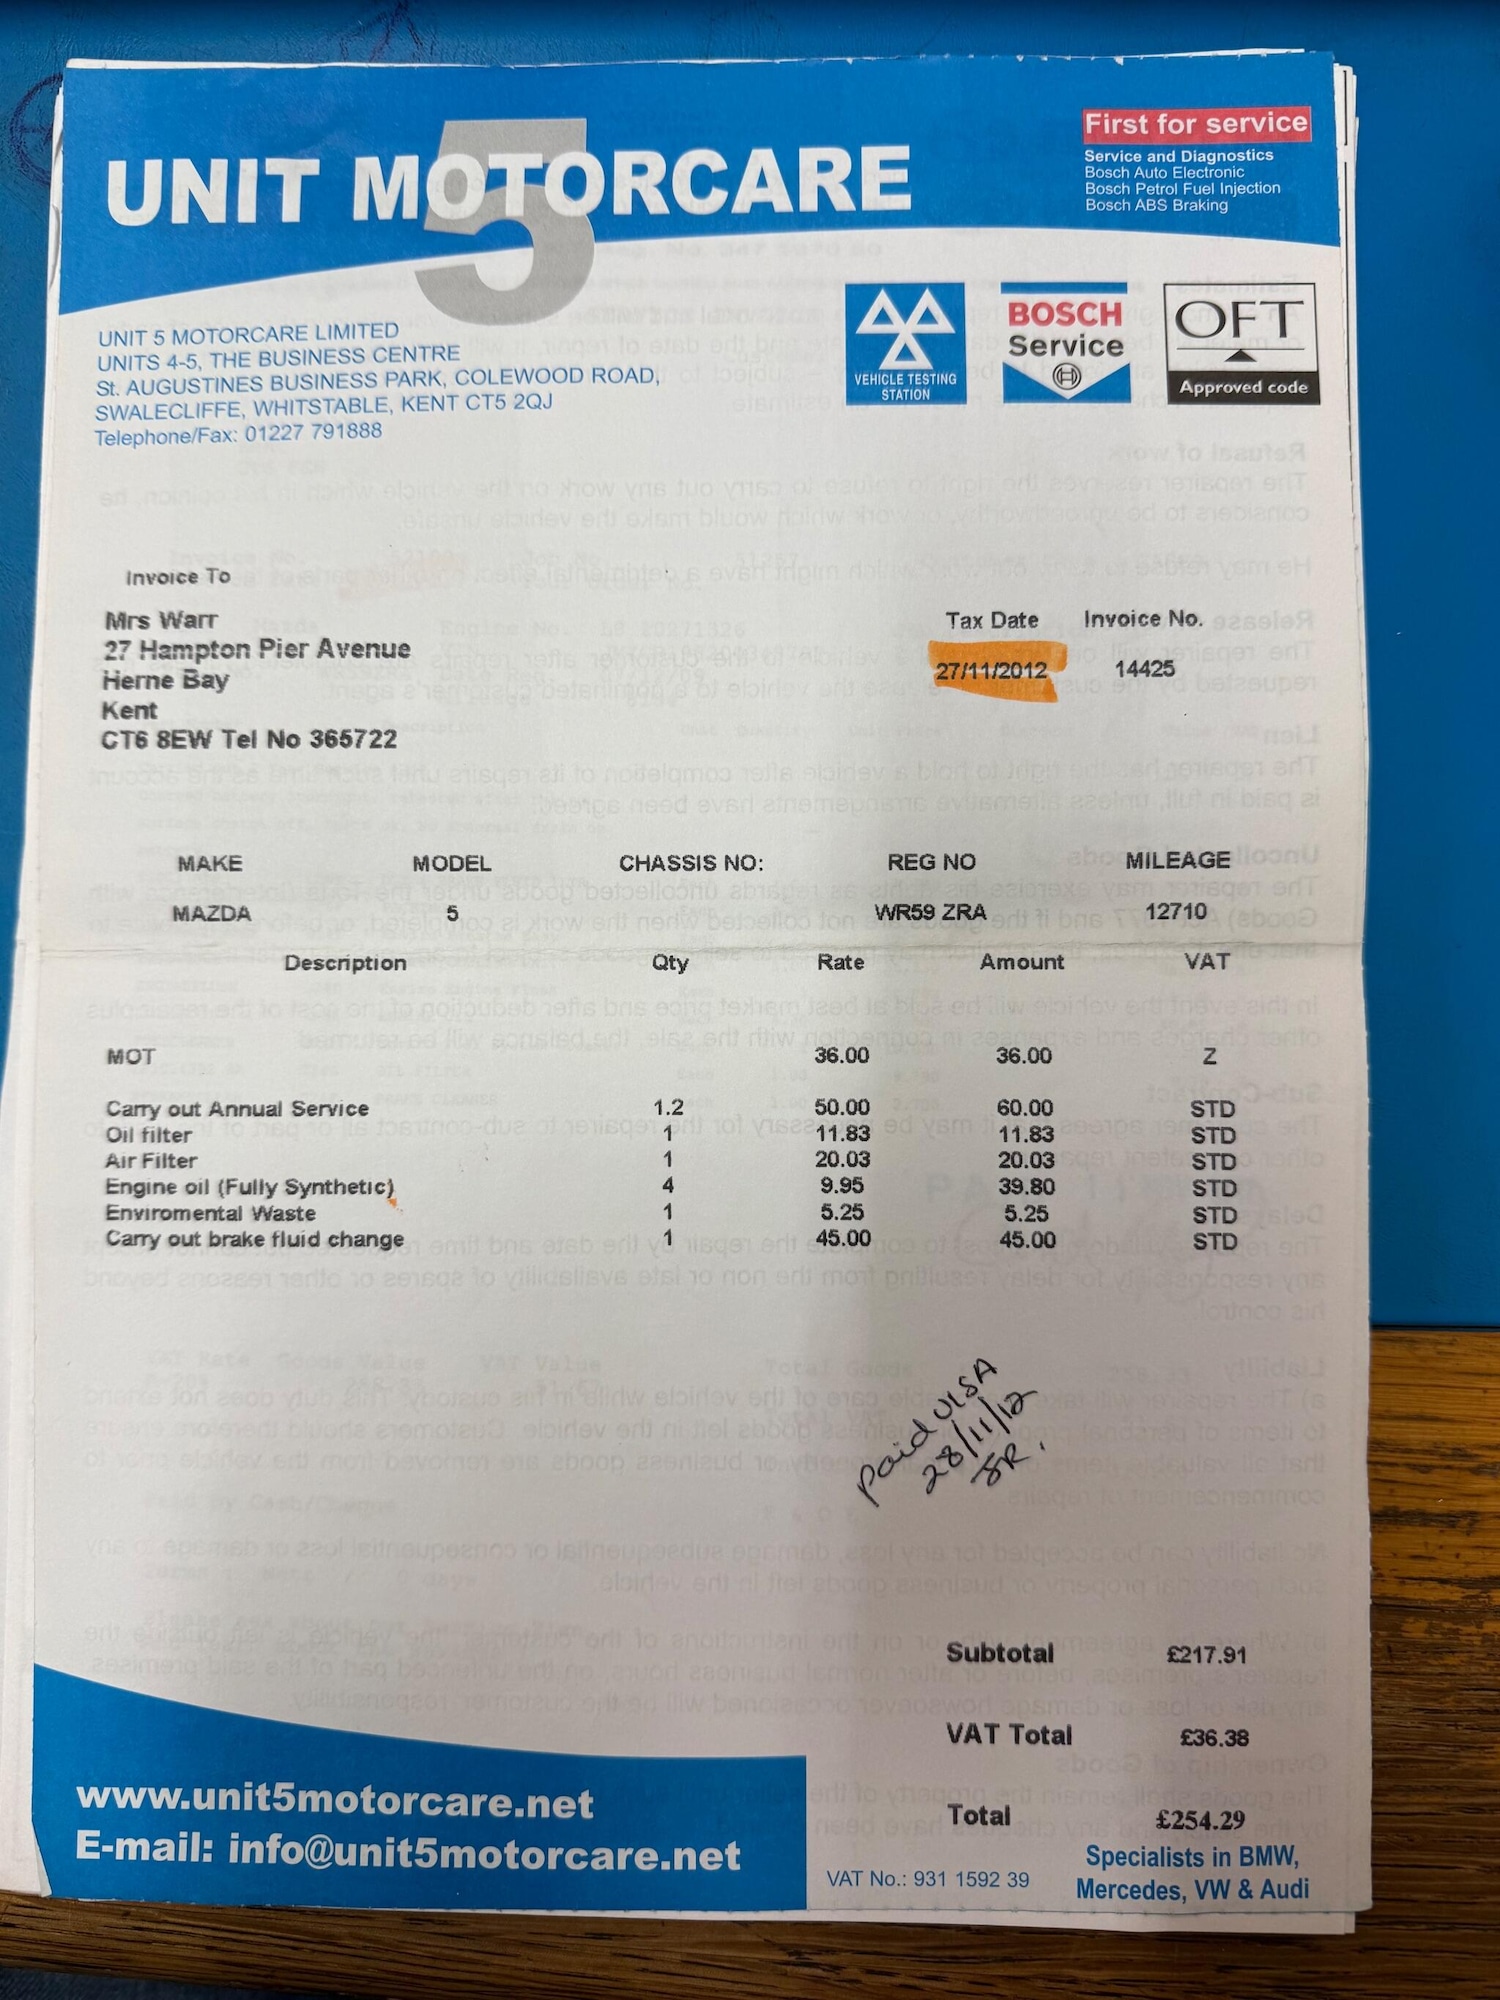 UNIT 5 MOTORCARE
First for service
Service and Diagnostics
Bosch Auto Electronic
Bosch Petrol Fuel Injection
Bosch ABS Braking
UNIT 5 MOTORCARE LIMITED
UNITS 4-5, THE BUSINESS CENTRE
St. AUGUSTINES BUSINESS PARK, COLEWOOD ROAD,
SWALECLIFFE, WHITSTABLE, KENT CT5 2QJ
Telephone/Fax: 01227 791888
VEHICLE TESTING
STATION
BOSCH
Service
OFT
Approved code
Invoice To
Mrs Warr
27 Hampton Pier Avenue
Herne Bay
Kent
CT6 8EW Tel No 365722
Tax Date Invoice No.
27/11/2012 14425
MAKE MODEL CHASSIS NO: REG NO MILEAGE
MAZDA 5 WR59 ZRA 12710
Description Qty Rate Amount VAT
MOT 36.00 36.00 Z
Carry out Annual Service 1.2 50.00 60.00 STD
Oil filter 1 11.83 11.83 STD
Air Filter 1 20.03 20.03 STD
Engine oil (Fully Synthetic) 4 9.95 39.80 STD
Enviromental Waste 1 5.25 5.25 STD
Carry out brake fluid change 1 45.00 45.00 STD
paid VISA
28/11/12
JR.
Subtotal £217.91
VAT Total £36.38
Total £254.29
www.unit5motorcare.net
E-mail: info@unit5motorcare.net
VAT No.: 931 1592 39
Specialists in BMW,
Mercedes, VW & Audi